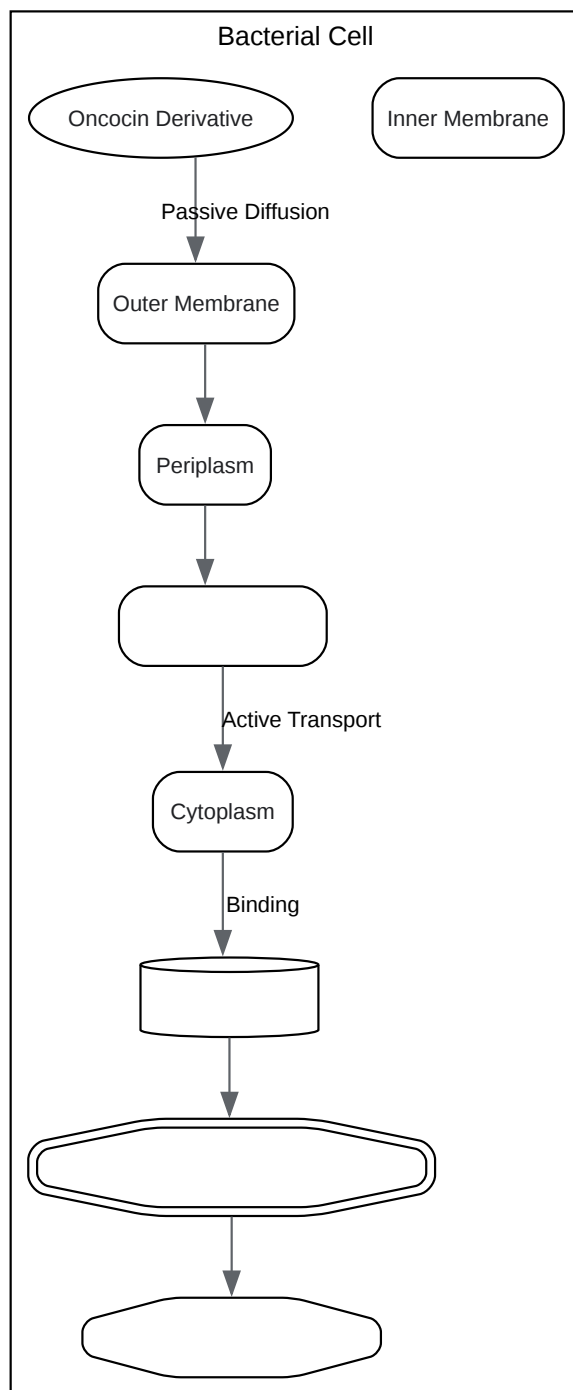 Bacterial Cell
Oncocin Derivative
Inner Membrane
Passive Diffusion
Outer Membrane
Periplasm
Active Transport
Cytoplasm
Binding